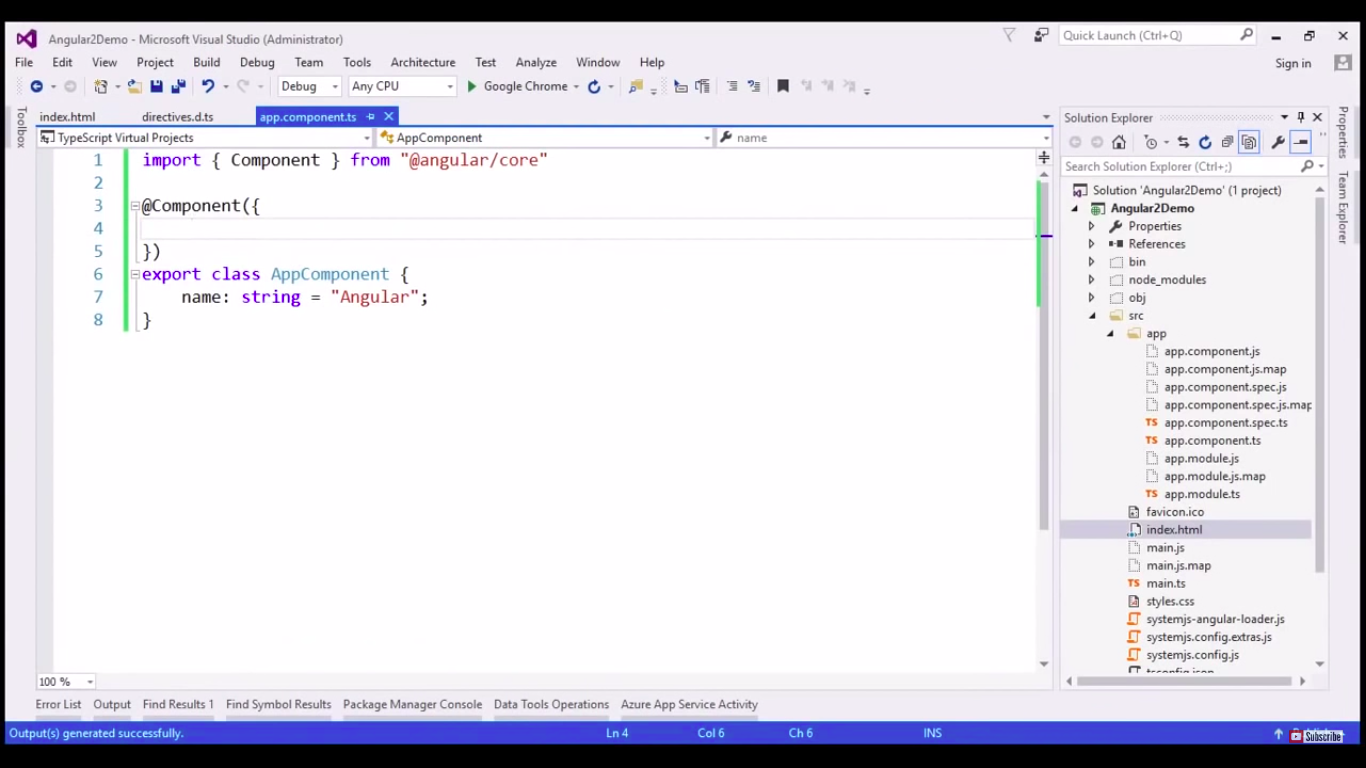 Angular2Demo - Microsoft Visual Studio (Administrator)
Quick Launch (Ctrl+Q)
File Edit View Project Build Debug Team Tools Architecture Test Analyze Window Help
Sign in
Debug Any CPU Google Chrome
Toolbox
index.html directives.d.ts app.component.ts
TypeScript Virtual Projects AppComponent name
1 import { Component } from "@angular/core"
2
3 @Component({
4
5 })
6 export class AppComponent {
7 name: string = "Angular";
8 }
100 %
Solution Explorer
Search Solution Explorer (Ctrl+;)
Solution 'Angular2Demo' (1 project)
Angular2Demo
Properties
References
bin
node_modules
obj
src
app
app.component.js
app.component.js.map
app.component.spec.js
app.component.spec.js.map
TS app.component.spec.ts
TS app.component.ts
app.module.js
app.module.js.map
TS app.module.ts
favicon.ico
index.html
main.js
main.js.map
TS main.ts
styles.css
systemjs-angular-loader.js
systemjs.config.extras.js
systemjs.config.js
tsconfig.json
Properties
Team Explorer
Error List Output Find Results 1 Find Symbol Results Package Manager Console Data Tools Operations Azure App Service Activity
Output(s) generated successfully. Ln 4 Col 6 Ch 6 INS
Subscribe